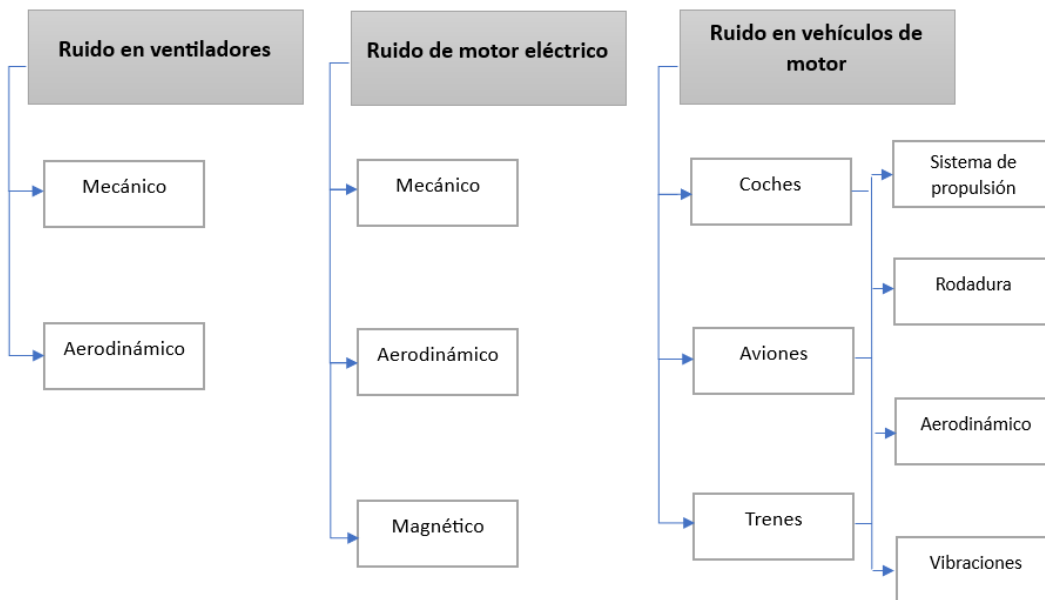 Ruido en ventiladores
Mecánico
Aerodinámico
Ruido de motor eléctrico
Mecánico
Aerodinámico
Magnético
Ruido en vehículos de
motor
Coches
Aviones
Trenes
Sistema de
propulsión
Rodadura
Aerodinámico
Vibraciones